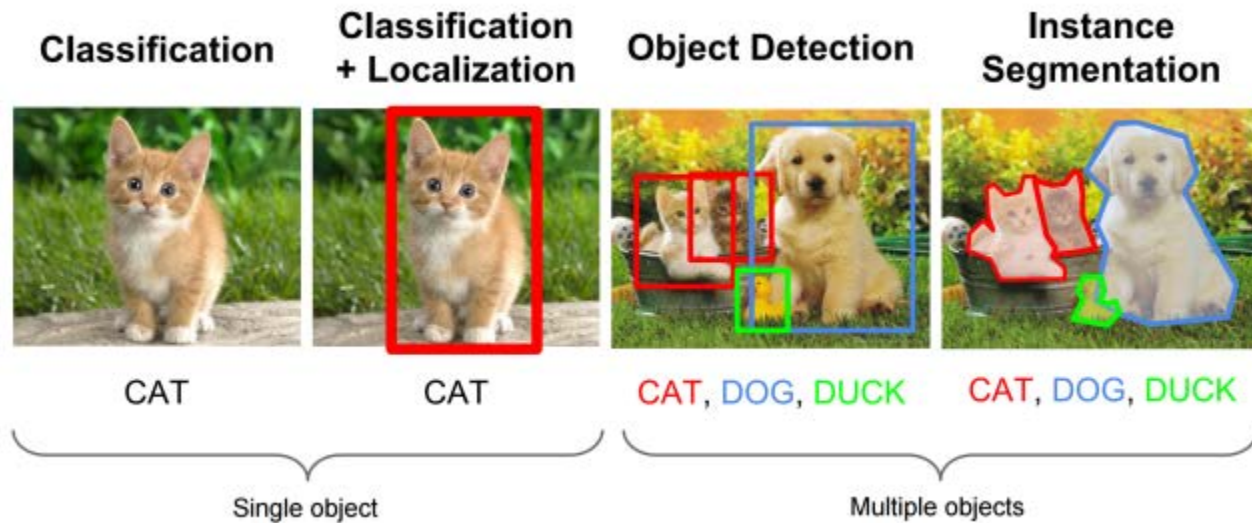 Classification
Classification
+ Localization
Object Detection
Instance
Segmentation
CAT
CAT
CAT, DOG, DUCK
CAT, DOG, DUCK
Single object
Multiple objects